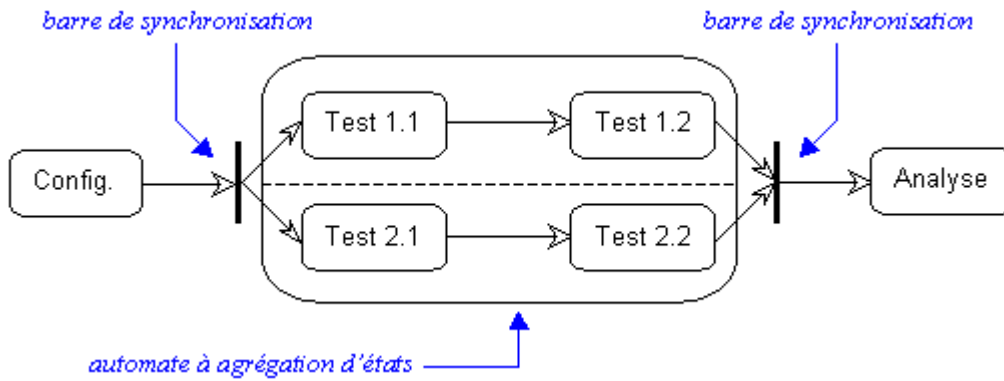 barre de synchronisation
barre de synchronisation
Test 1.1
Test 1.2
Config.
Analyse
Test 2.1
Test 2.2
automate à agrégation d'états